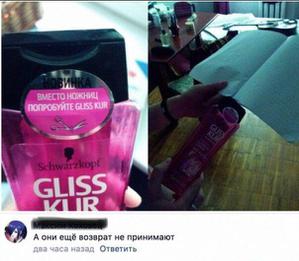 НОВИНКА
ВМЕСТО НОЖНИЦ
ПОПРОБУЙТЕ GLISS KUR
Schwarzkopf
GLISS
KUR
А они ещё возврат не принимают
два часа назад Ответить